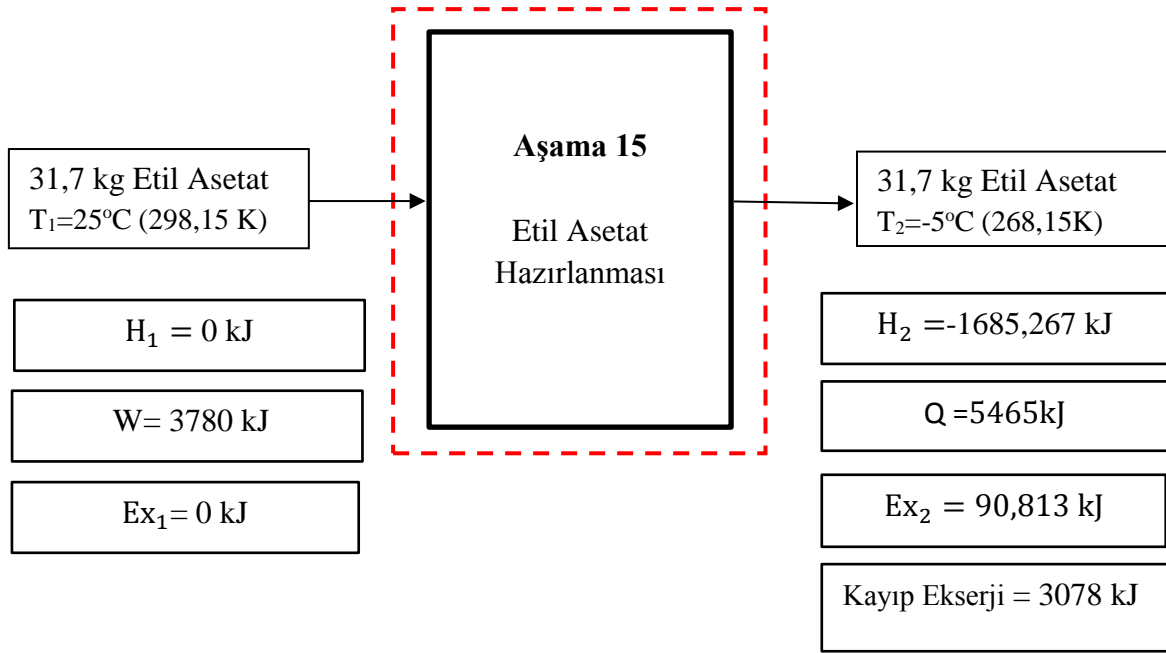 31,7 kg Etil Asetat
T₁=25°C (298,15 K)
H₁ = 0 kJ
W= 3780 kJ
Ex₁= 0 kJ
Aşama 15
Etil Asetat
Hazırlanması
31,7 kg Etil Asetat
T₂=-5°C (268,15K)
H₂ =-1685,267 kJ
Q =5465kJ
Ex₂ = 90,813 kJ
Kayıp Ekserji = 3078 kJ